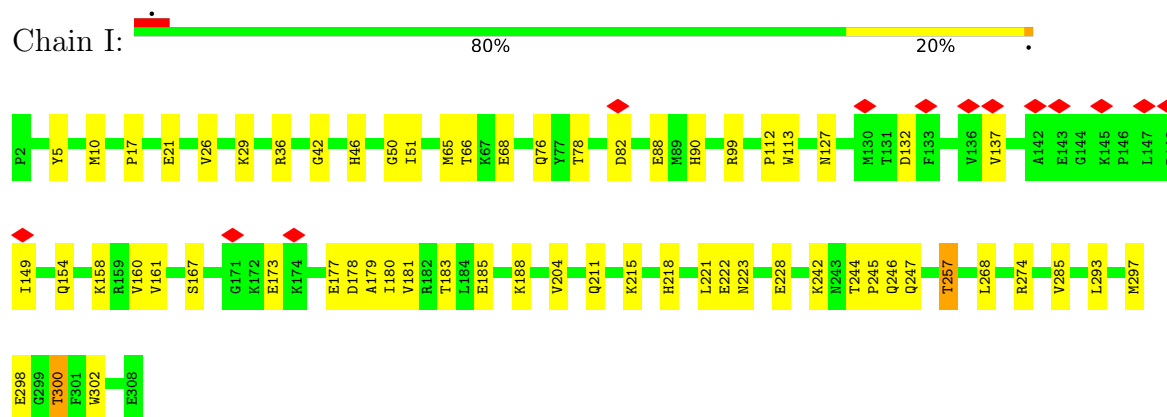 Chain I:
80% 20%
P2 Y5 M10 P17 E21 V26 K29 R36 G42 H46 G50 I51 M65 T66 K67 E68 Q76 Y77 T78 D82 E88 M89 H90 R99 P112 W113 N127 M130 T131 D132 F133 V136 V137 A142 E143 G144 K145 P146 L147
I149 Q154 K158 R159 V160 V161 S167 G171 K172 E173 K174 E177 D178 A179 I180 V181 R182 T183 L184 E185 K188 V204 Q211 K215 H218 L221 E222 N223 E228 K242 N243 T244 P245 Q246 Q247 T257 L268 R274 V285 L293 M297
E298 G299 T300 F301 W302 E308